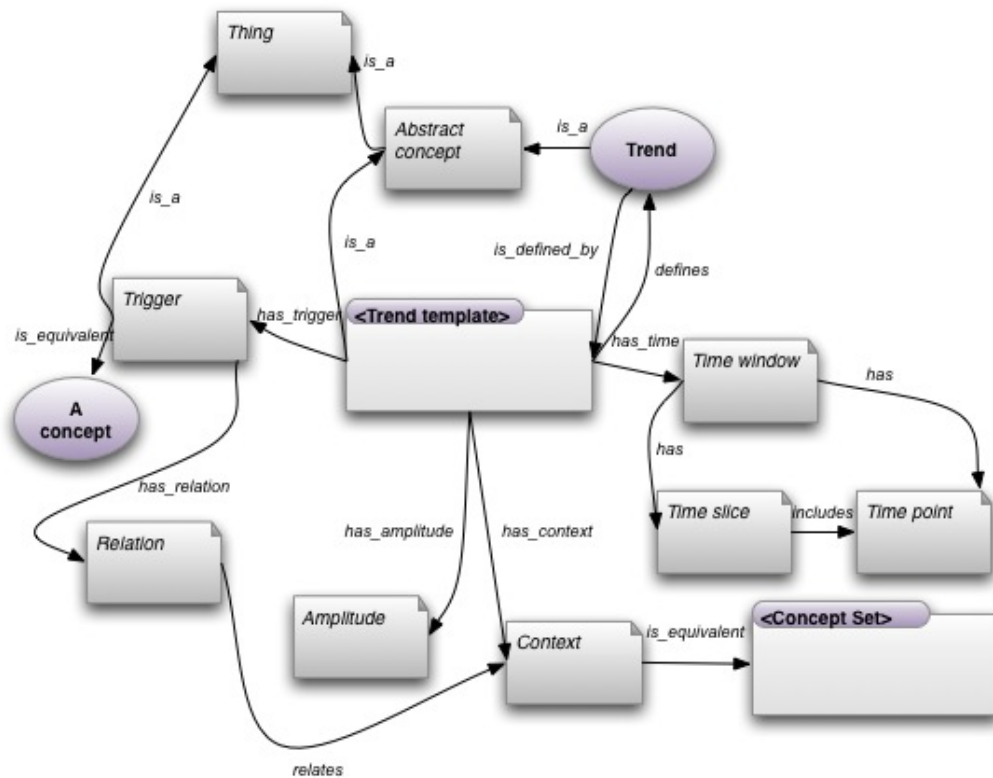 Thing
is_a
Abstract
concept
is_a
Trend
is_a
is_a
is_defined_by
defines
Trigger
has_trigger
<Trend template>
has_time
Time window
is_equivalent
has
A
concept
has
has_relation
Time slice
includes
Time point
has_amplitude
has_context
Relation
Amplitude
Context
is_equivalent
<Concept Set>
relates